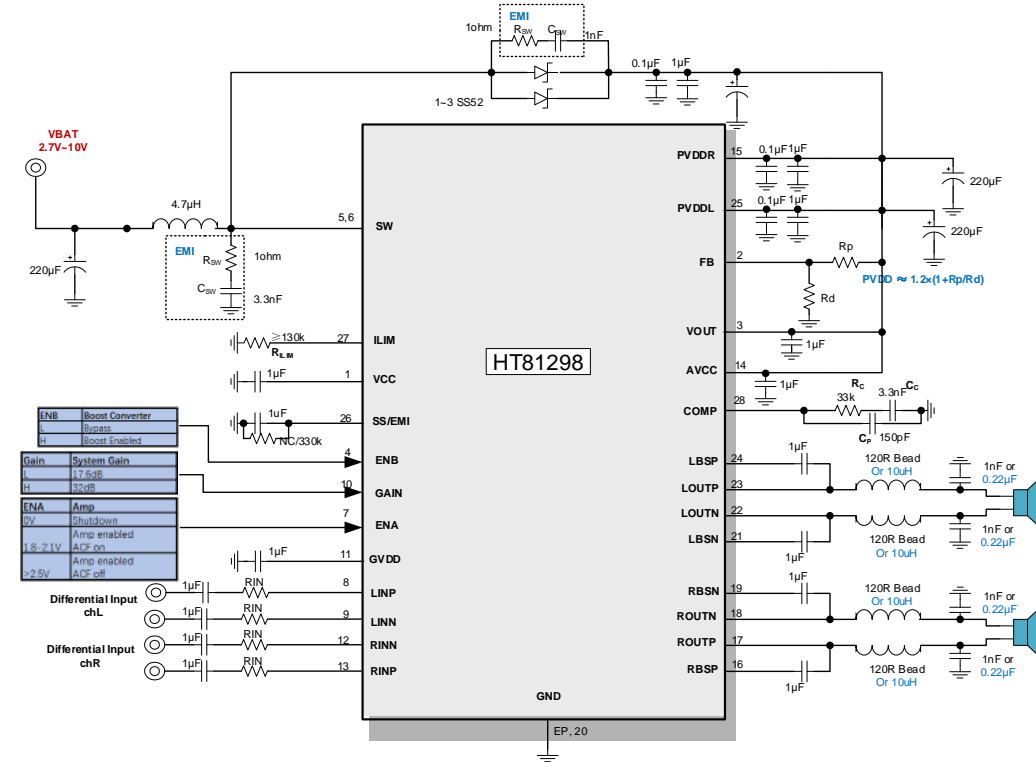 EMI
1ohm
RSW
CSW
1nF
1~3 SS52
0.1µF
1µF
VBAT
2.7V~10V
4.7µH
220µF
EMI
RSW
1ohm
CSW
3.3nF
5,6
SW
≥130k
RILIM
27
ILIM
1µF
1
VCC
1uF
NC/330k
26
SS/EMI
4
ENB
10
GAIN
7
ENA
1µF
11
GVDD
ENB Boost Converter
L Bypass
H Boost Enabled
Gain System Gain
L 17.6dB
H 32dB
ENA Amp
0V Shutdown
Amp enabled
1.8-2.1V ACF on
Amp enabled
>2.5V ACF off
Differential Input
chL
1µF
RIN
8
LINP
1µF
RIN
9
LINN
Differential Input
chR
1µF
RIN
12
RINN
1µF
RIN
13
RINP
HT81298
GND
EP, 20
PVDDR
15
0.1µF
1µF
220µF
PVDDL
25
0.1µF
1µF
220µF
FB
2
Rp
Rd
PVDD ≈ 1.2×(1+Rp/Rd)
VOUT
3
1µF
AVCC
14
1µF
COMP
28
RC
33k
3.3nF
CC
CP
150pF
LBSP
24
1µF
LOUTP
23
120R Bead
Or 10uH
1nF or
0.22µF
LOUTN
22
120R Bead
Or 10uH
1nF or
0.22µF
LBSN
21
1µF
RBSN
19
1µF
ROUTN
18
120R Bead
Or 10uH
1nF or
0.22µF
ROUTP
17
120R Bead
Or 10uH
1nF or
0.22µF
RBSP
16
1µF